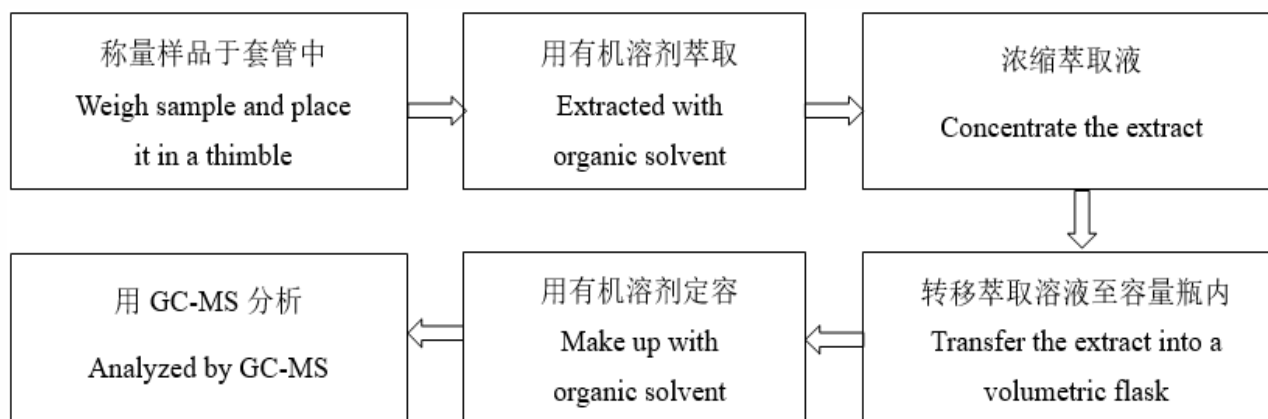 称量样品于套管中
Weigh sample and place
it in a thimble
用有机溶剂萃取
Extracted with
organic solvent
浓缩萃取液
Concentrate the extract
转移萃取溶液至容量瓶内
Transfer the extract into a
volumetric flask
用有机溶剂定容
Make up with
organic solvent
用 GC-MS 分析
Analyzed by GC-MS